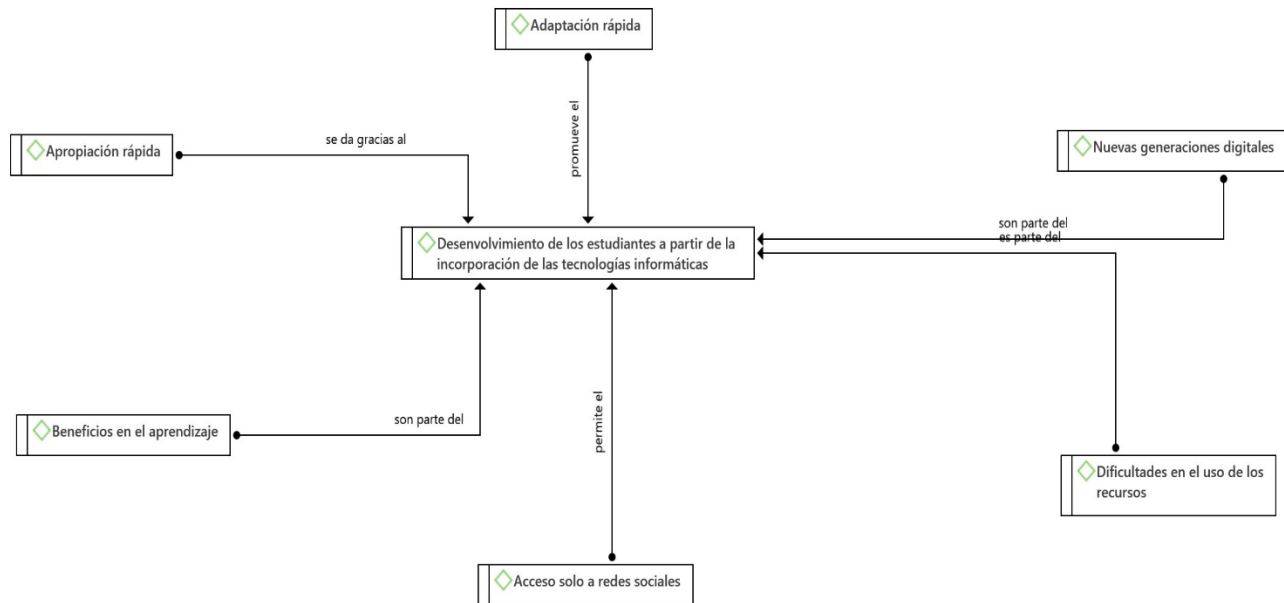 Adaptación rápida
promueve el
se da gracias al
Apropiación rápida
Nuevas generaciones digitales
son parte del
es parte del
Desenvolvimiento de los estudiantes a partir de la
incorporación de las tecnologías informáticas
son parte del
Beneficios en el aprendizaje
permite el
Dificultades en el uso de los
recursos
Acceso solo a redes sociales